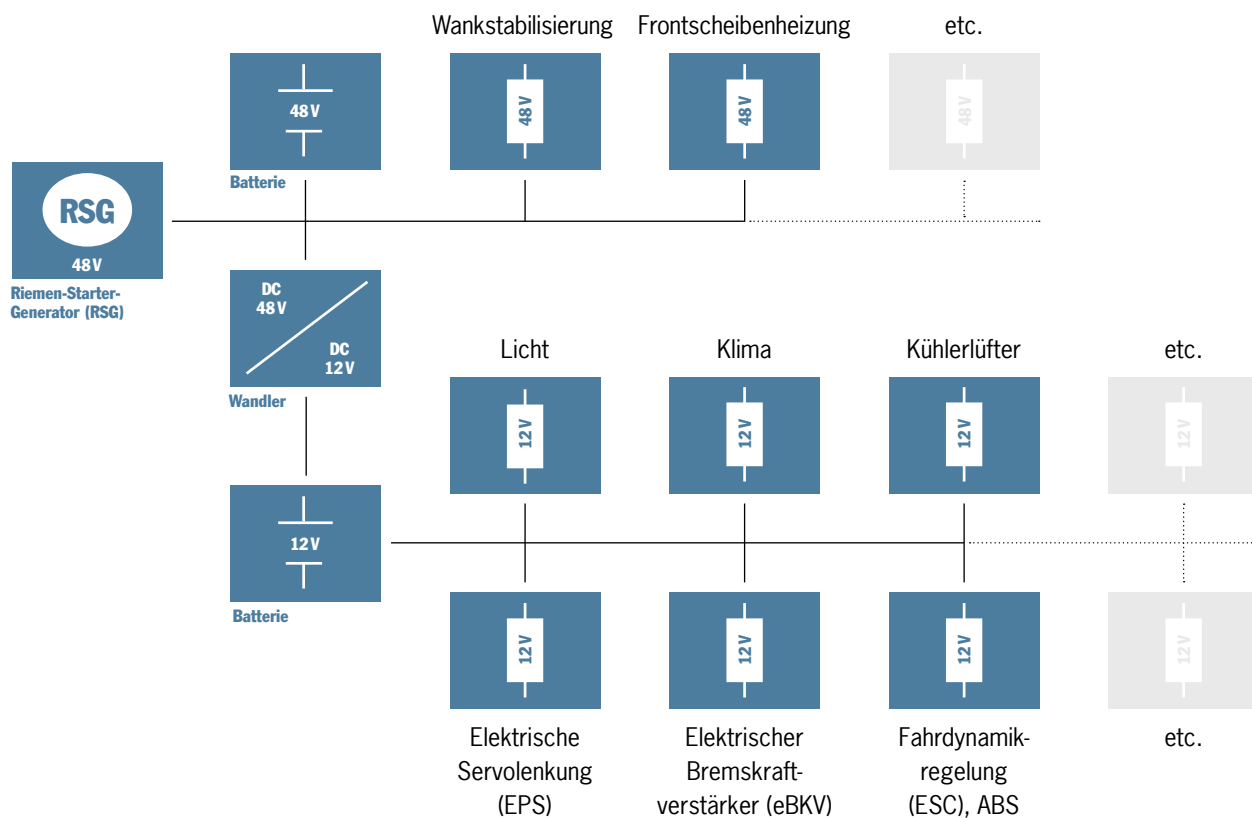 Wankstabilisierung
Frontscheibenheizung
etc.
48 V
48 V
48 V
48 V
Batterie
RSG
48 V
Riemen-Starter-
Generator (RSG)
DC
48 V
DC
12 V
Wandler
Licht
Klima
Kühlerlüfter
etc.
12 V
12 V
12 V
12 V
12 V
Batterie
12 V
12 V
12 V
12 V
Elektrische
Servolenkung
(EPS)
Elektrischer
Bremskraft-
verstärker (eBKV)
Fahrdynamik-
regelung
(ESC), ABS
etc.